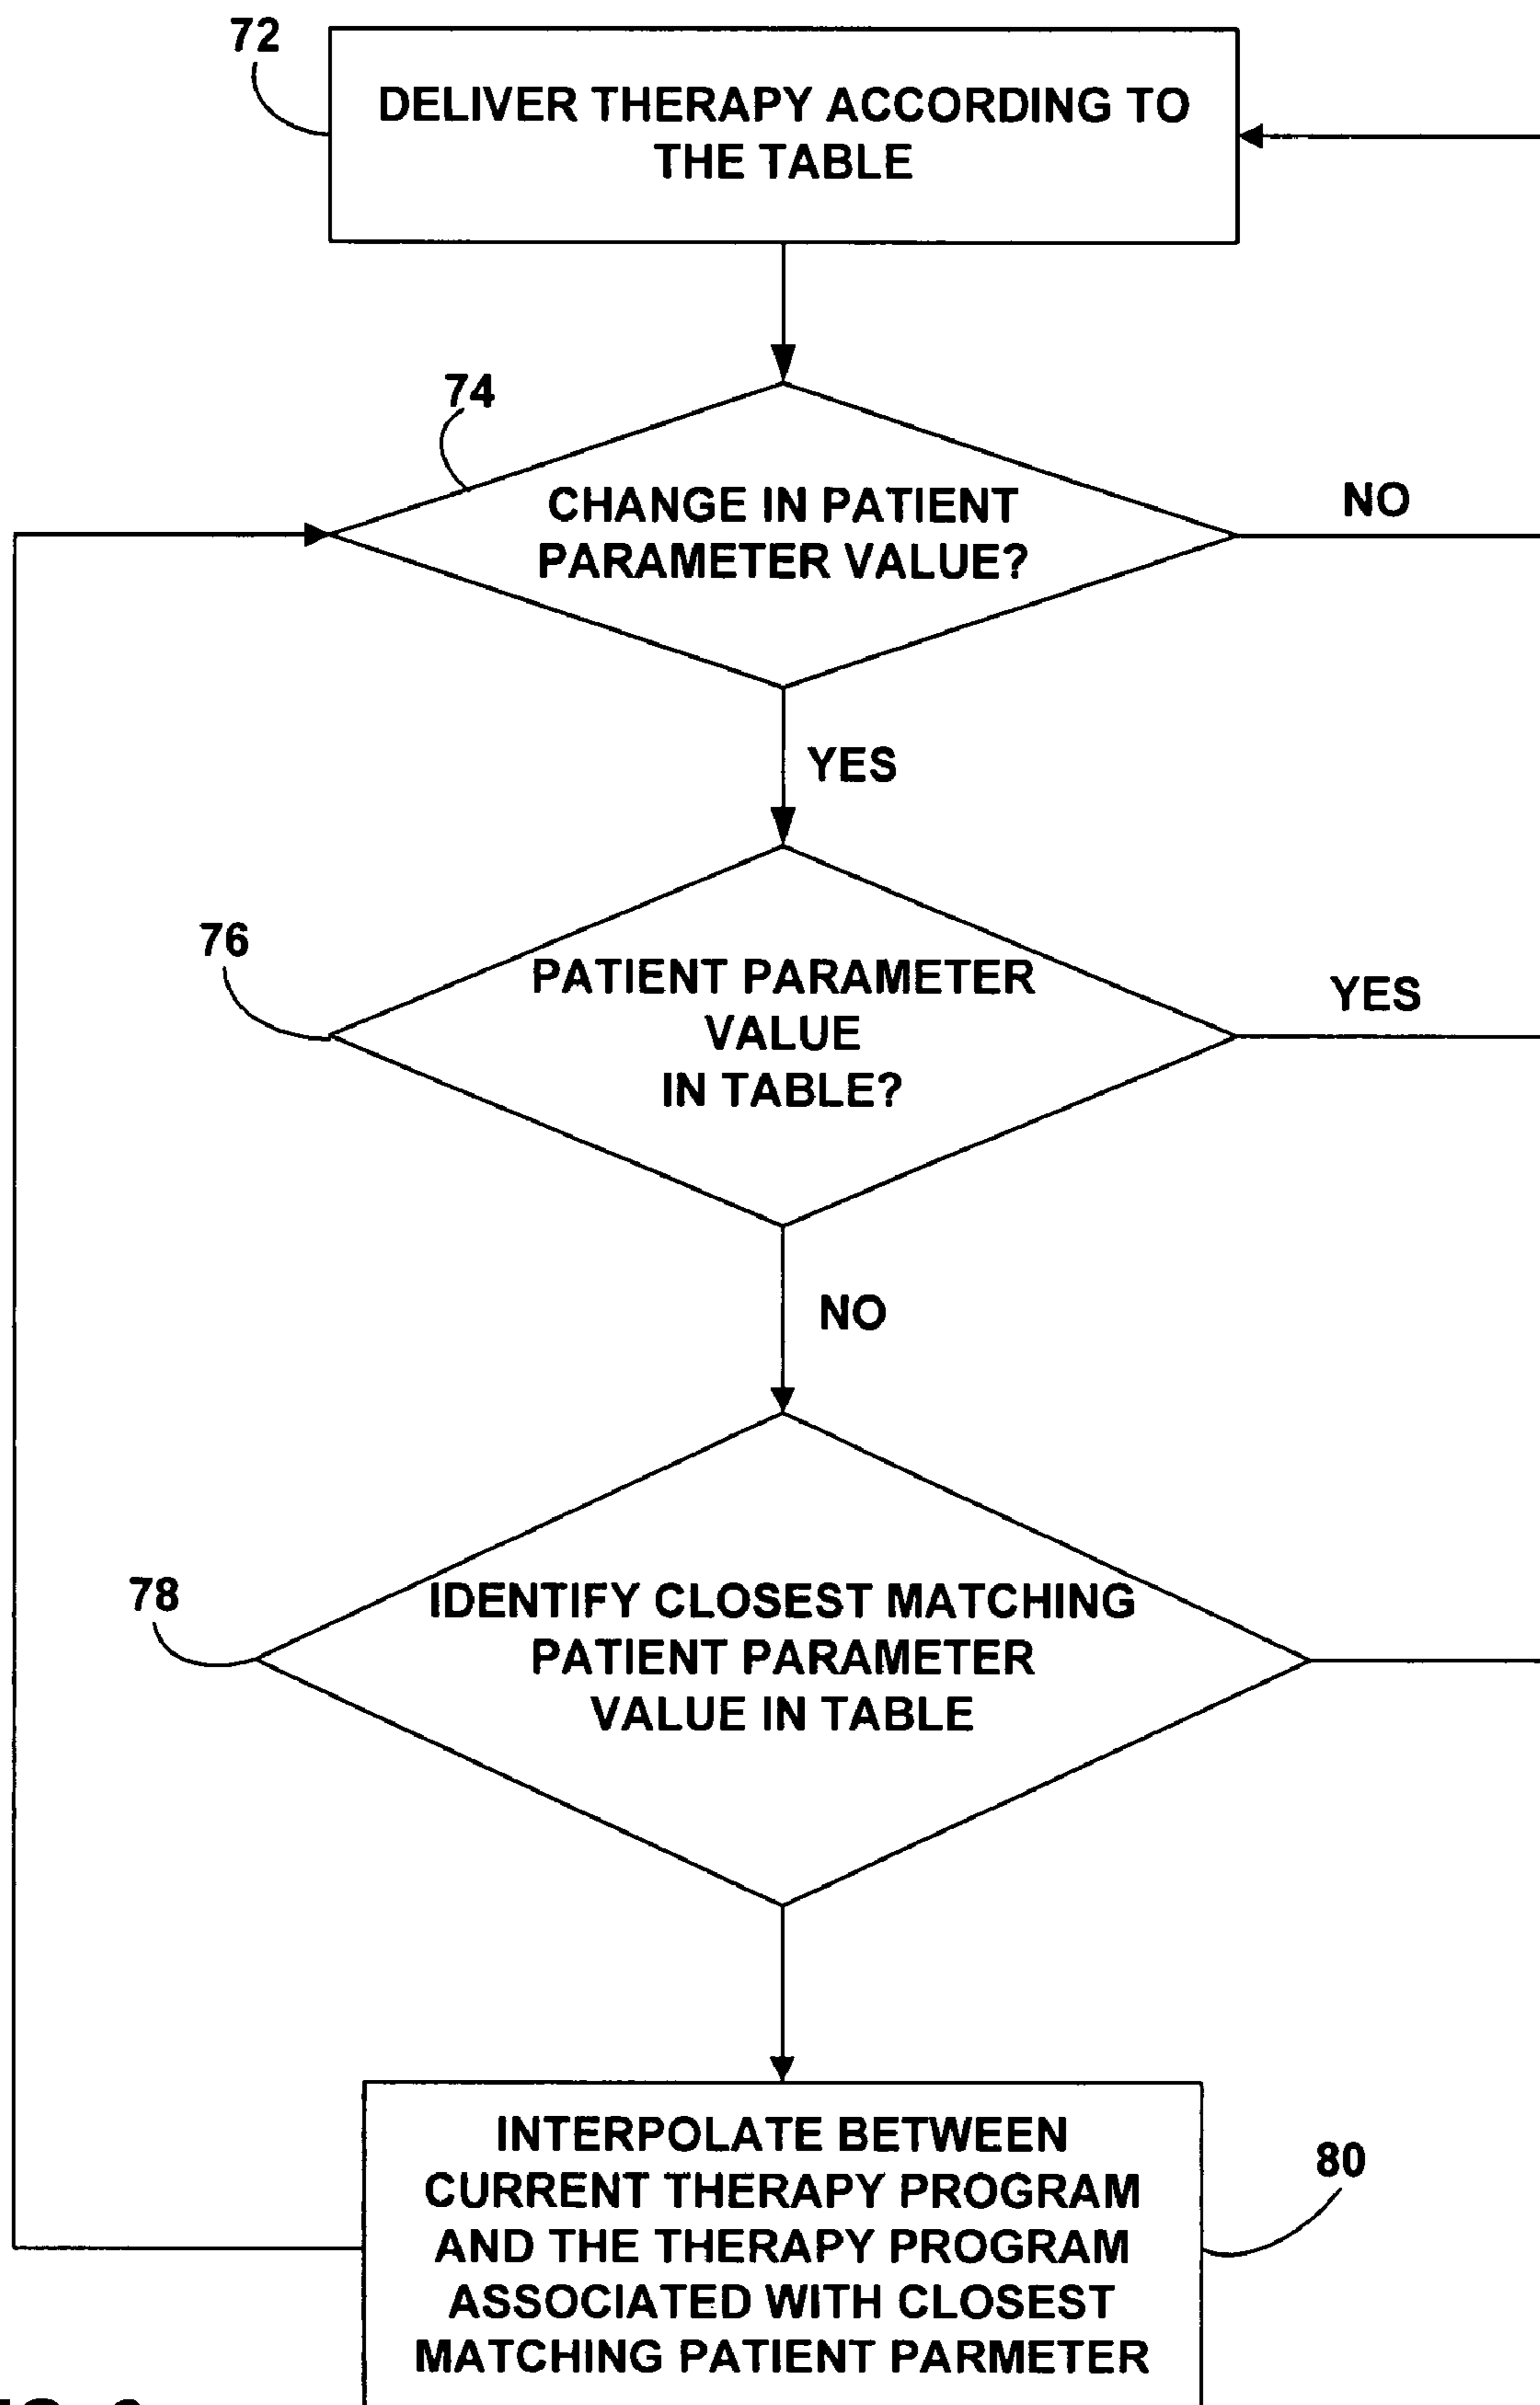 72
DELIVER THERAPY ACCORDING TO
THE TABLE
74
CHANGE IN PATIENT
PARAMETER VALUE?
NO
YES
76
PATIENT PARAMETER
VALUE
IN TABLE?
YES
NO
78
IDENTIFY CLOSEST MATCHING
PATIENT PARAMETER
VALUE IN TABLE
80
INTERPOLATE BETWEEN
CURRENT THERAPY PROGRAM
AND THE THERAPY PROGRAM
ASSOCIATED WITH CLOSEST
MATCHING PATIENT PARMETER